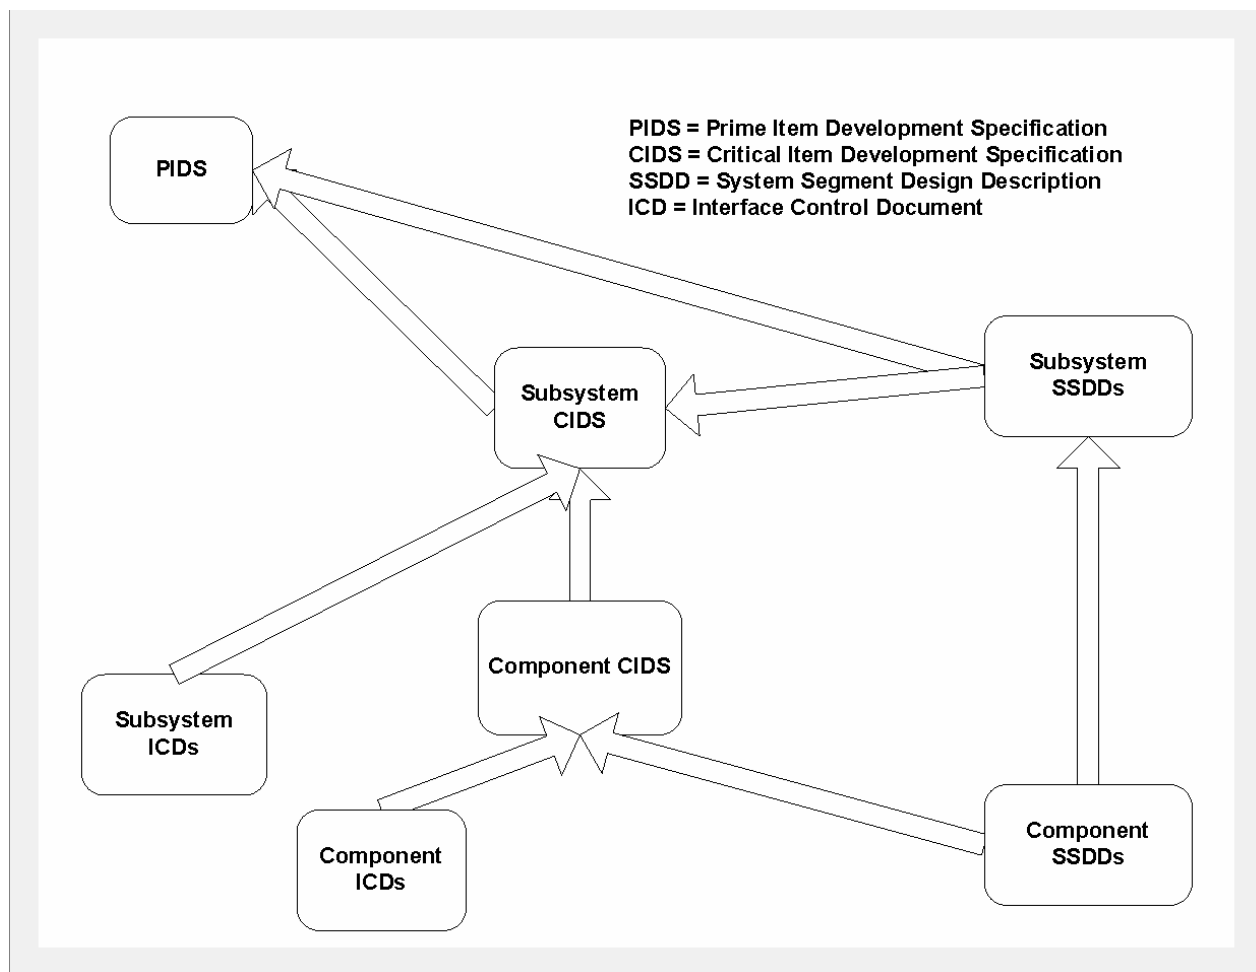 PIDS = Prime Item Development Specification
CIDS = Critical Item Development Specification
SSDD = System Segment Design Description
ICD = Interface Control Document
PIDS
Subsystem
SSDDs
Subsystem
CIDS
Component CIDS
Subsystem
ICDs
Component
SSDDs
Component
ICDs